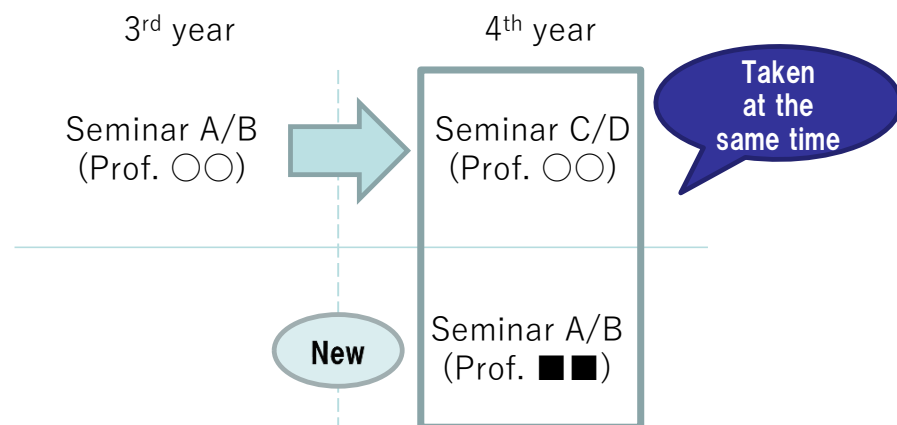 3rd year
4th year
Taken
at the
same time
Seminar A/B
(Prof. ○○)
Seminar C/D
(Prof. ○○)
New
Seminar A/B
(Prof. ■■)